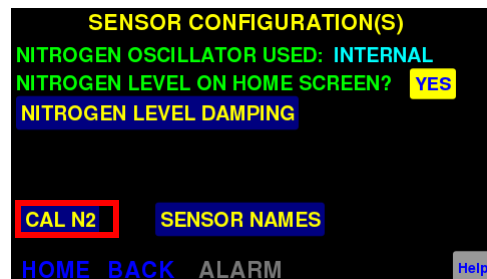 SENSOR CONFIGURATION(S)
NITROGEN OSCILLATOR USED: INTERNAL
NITROGEN LEVEL ON HOME SCREEN? YES
NITROGEN LEVEL DAMPING
CAL N2 SENSOR NAMES
HOME BACK ALARM Help